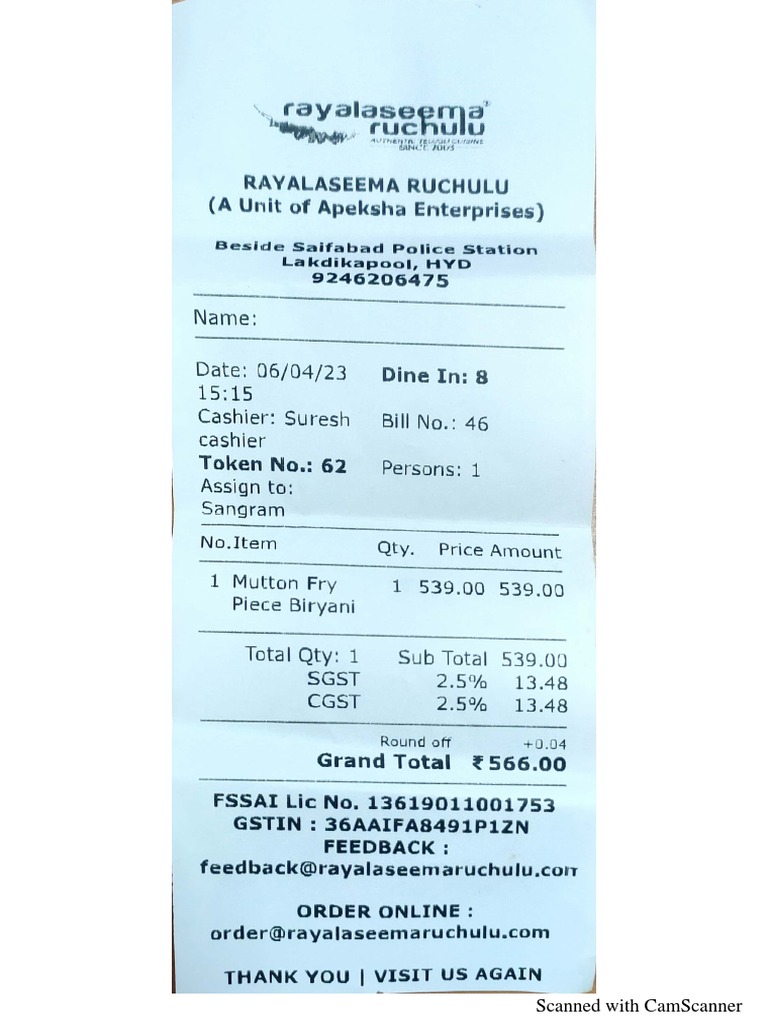 rayalaseema
ruchulu
AUTHENTIC TELUGU CUISINE
SINCE 2003
RAYALASEEMA RUCHULU
(A Unit of Apeksha Enterprises)
Beside Saifabad Police Station
Lakdikapool, HYD
9246206475
Name:
Date: 06/04/23 Dine In: 8
15:15
Cashier: Suresh Bill No.: 46
cashier
Token No.: 62 Persons: 1
Assign to:
Sangram
No.Item Qty. Price Amount
1 Mutton Fry 1 539.00 539.00
Piece Biryani
Total Qty: 1 Sub Total 539.00
SGST 2.5% 13.48
CGST 2.5% 13.48
Round off +0.04
Grand Total ₹566.00
FSSAI Lic No. 13619011001753
GSTIN : 36AAIFA8491P1ZN
FEEDBACK :
feedback@rayalaseemaruchulu.com
ORDER ONLINE :
order@rayalaseemaruchulu.com
THANK YOU | VISIT US AGAIN
Scanned with CamScanner